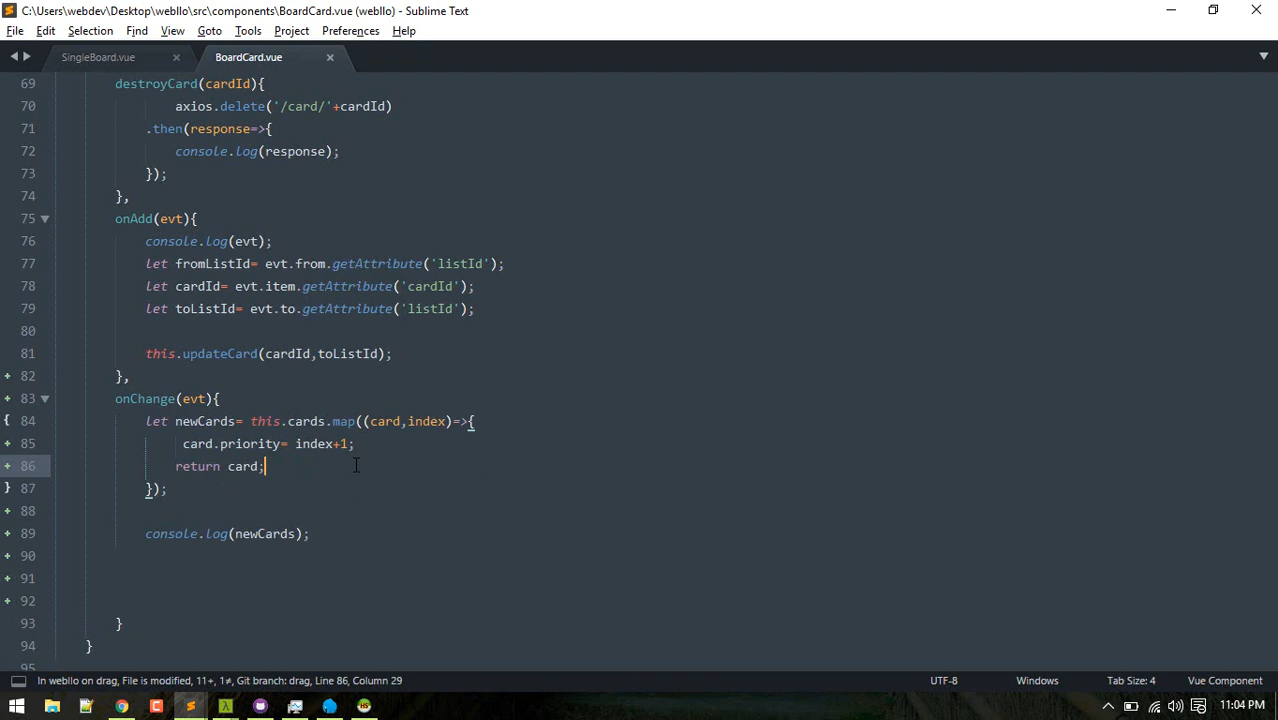 C:\Users\webdev\Desktop\webllo\src\components\BoardCard.vue (webllo) - Sublime Text
File Edit Selection Find View Goto Tools Project Preferences Help
SingleBoard.vue BoardCard.vue
69 destroyCard(cardId){
70 axios.delete('/card/'+cardId)
71 .then(response=>{
72 console.log(response);
73 });
74 },
75 onAdd(evt){
76 console.log(evt);
77 let fromListId= evt.from.getAttribute('listId');
78 let cardId= evt.item.getAttribute('cardId');
79 let toListId= evt.to.getAttribute('listId');
80
81 this.updateCard(cardId,toListId);
82 },
83 onChange(evt){
84 let newCards= this.cards.map((card,index)=>{
85 card.priority= index+1;
86 return card;
87 });
88
89 console.log(newCards);
90
91
92
93 }
94 }
95
In webllo on drag, File is modified, 11+, 1≠, Git branch: drag, Line 86, Column 29 UTF-8 Windows Tab Size: 4 Vue Component
11:04 PM